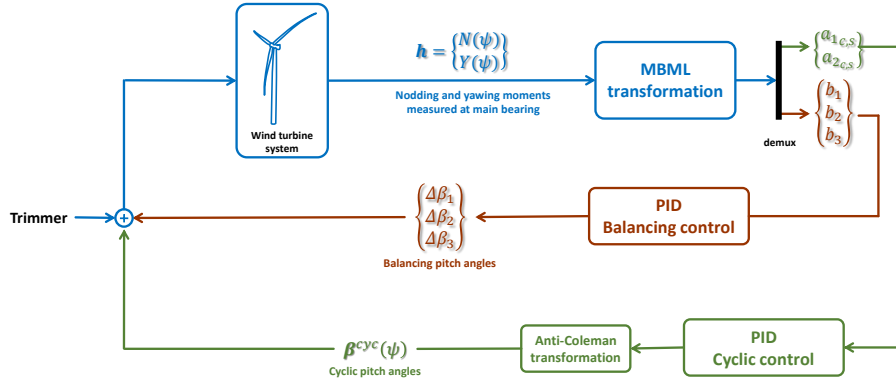 h = {N(ψ)
Y(ψ)}
Nodding and yawing moments
measured at main bearing
Wind turbine
system
MBML
transformation
demux
{a₁c,s
a₂c,s}
{b₁
b₂
b₃}
Trimmer
+
{Δβ₁
Δβ₂
Δβ₃}
Balancing pitch angles
PID
Balancing control
β^cyc(ψ)
Cyclic pitch angles
Anti-Coleman
transformation
PID
Cyclic control